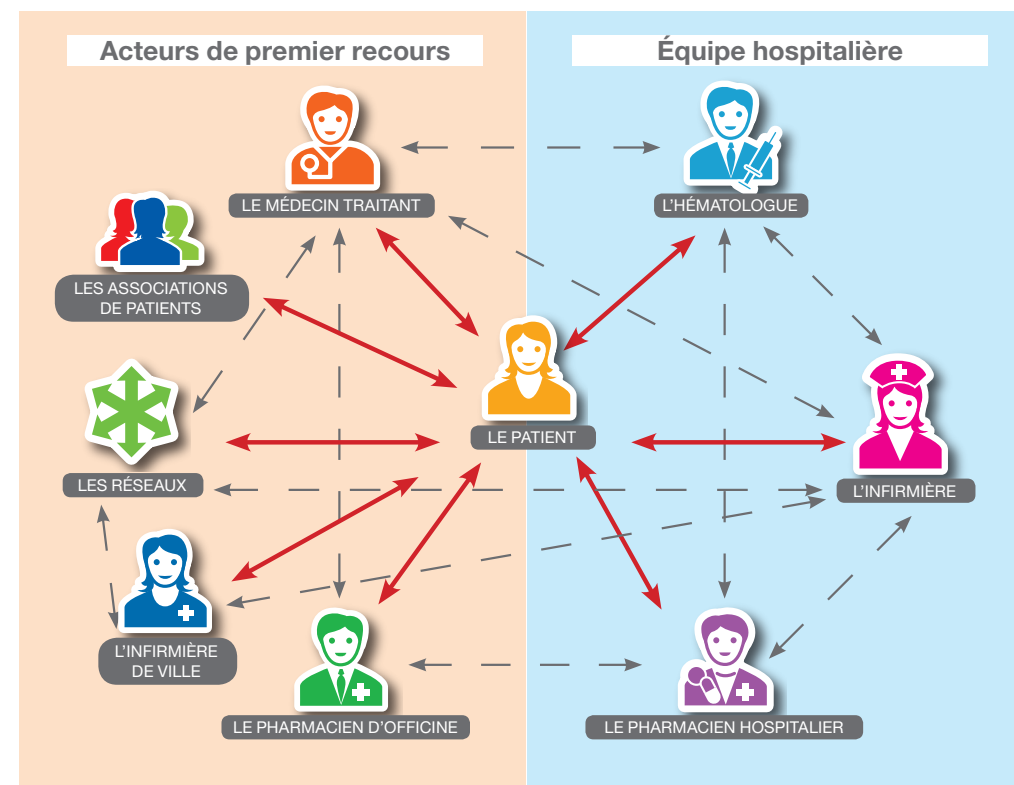 Acteurs de premier recours
Équipe hospitalière
LE MÉDECIN TRAITANT
L'HÉMATOLOGUE
LES ASSOCIATIONS
DE PATIENTS
LE PATIENT
LES RÉSEAUX
L'INFIRMIÈRE
L'INFIRMIÈRE
DE VILLE
LE PHARMACIEN D'OFFICINE
LE PHARMACIEN HOSPITALIER